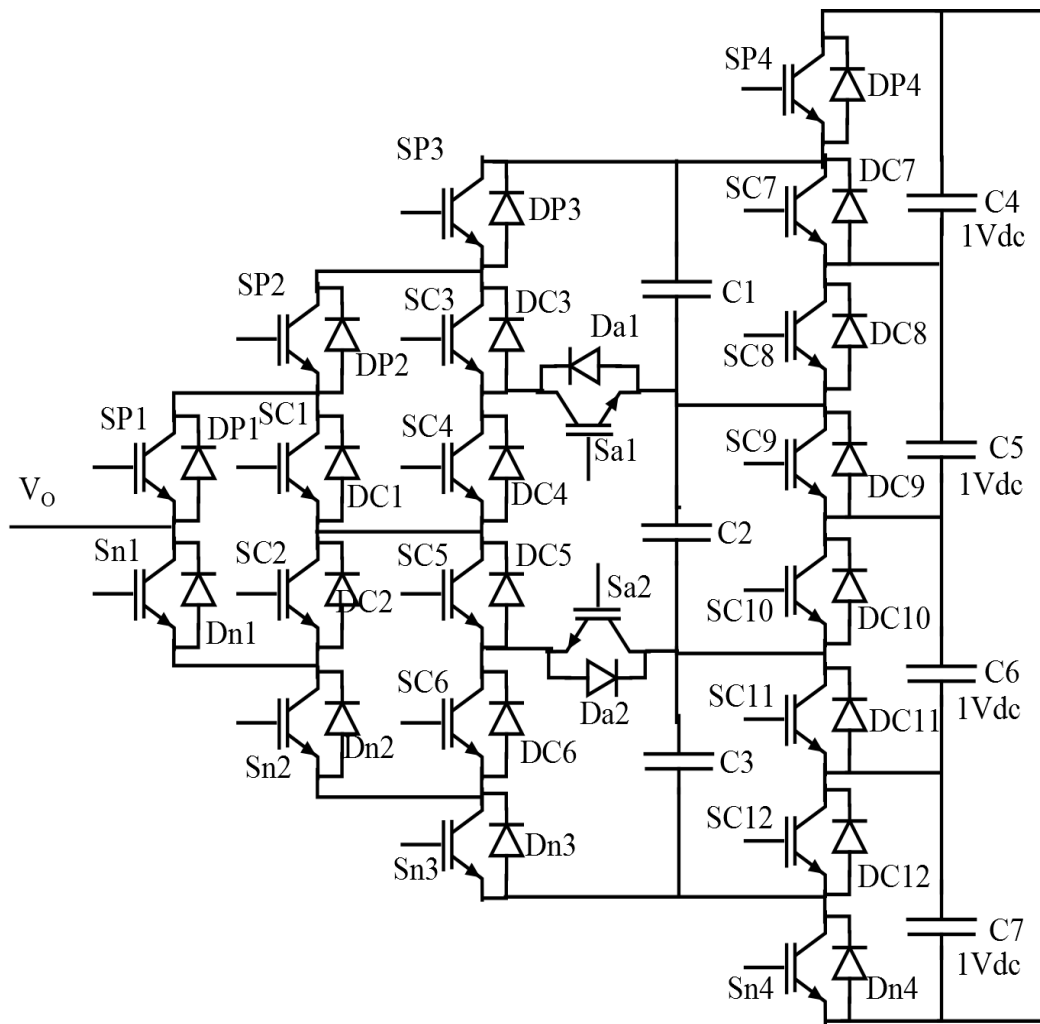 SP4
DP4
SP3
DC7
SC7
DP3
C4
1Vdc
SP2
SC3
DC3
C1
Da1
DC8
SC8
DP2
SP1
DP1
SC1
SC4
Sa1
SC9
C5
1Vdc
DC9
DC1
DC4
VO
C2
Sn1
SC2
SC5
DC5
Sa2
DC2
SC10
DC10
Dn1
SC6
Da2
SC11
C6
1Vdc
DC11
Sn2
Dn2
DC6
C3
SC12
Sn3
Dn3
DC12
C7
1Vdc
Sn4
Dn4